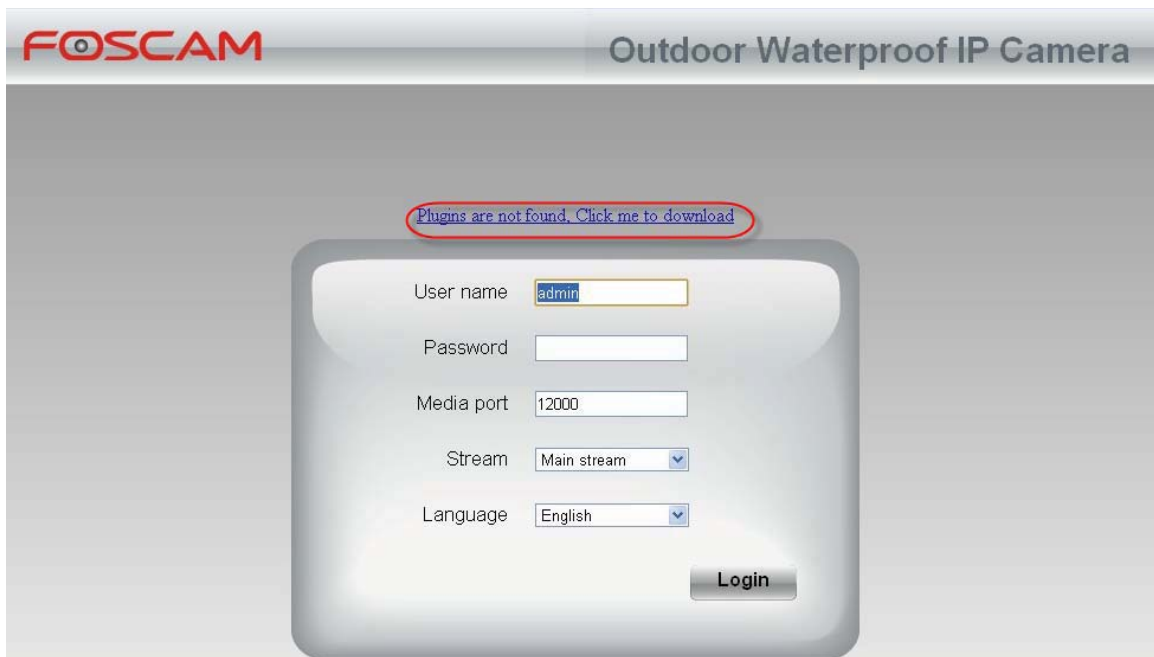 FOSCAM
Outdoor Waterproof IP Camera
Plugins are not found, Click me to download
User name admin
Password
Media port 12000
Stream Main stream
Language English
Login